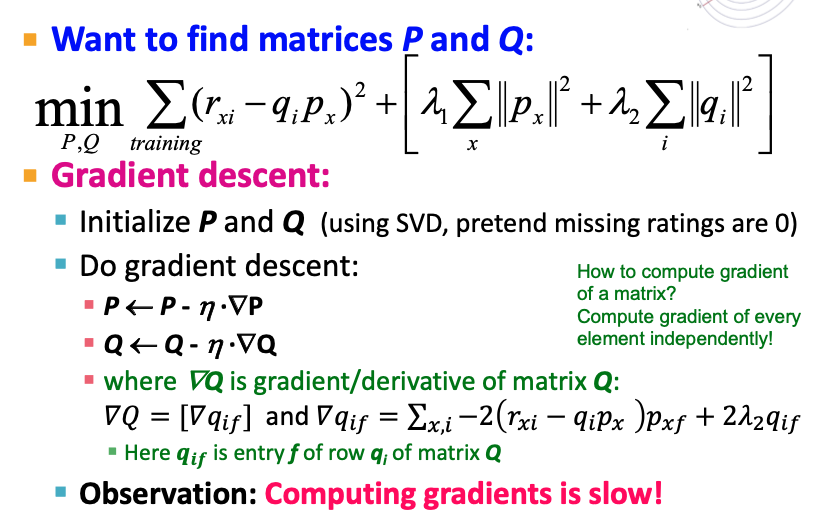 Want to find matrices P and Q:
min P,Q ∑ training (r_xi − q_i p_x)² + [λ₁ ∑ x ‖p_x‖² + λ₂ ∑ i ‖q_i‖²]
Gradient descent:
Initialize P and Q (using SVD, pretend missing ratings are 0)
Do gradient descent:
P ← P - η ·∇P
Q ← Q - η ·∇Q
How to compute gradient
of a matrix?
Compute gradient of every
element independently!
where ∇Q is gradient/derivative of matrix Q:
∇Q = [∇q_if] and ∇q_if = ∑_x,i −2(r_xi − q_i p_x )p_xf + 2λ₂q_if
Here q_if is entry f of row q_i of matrix Q
Observation: Computing gradients is slow!